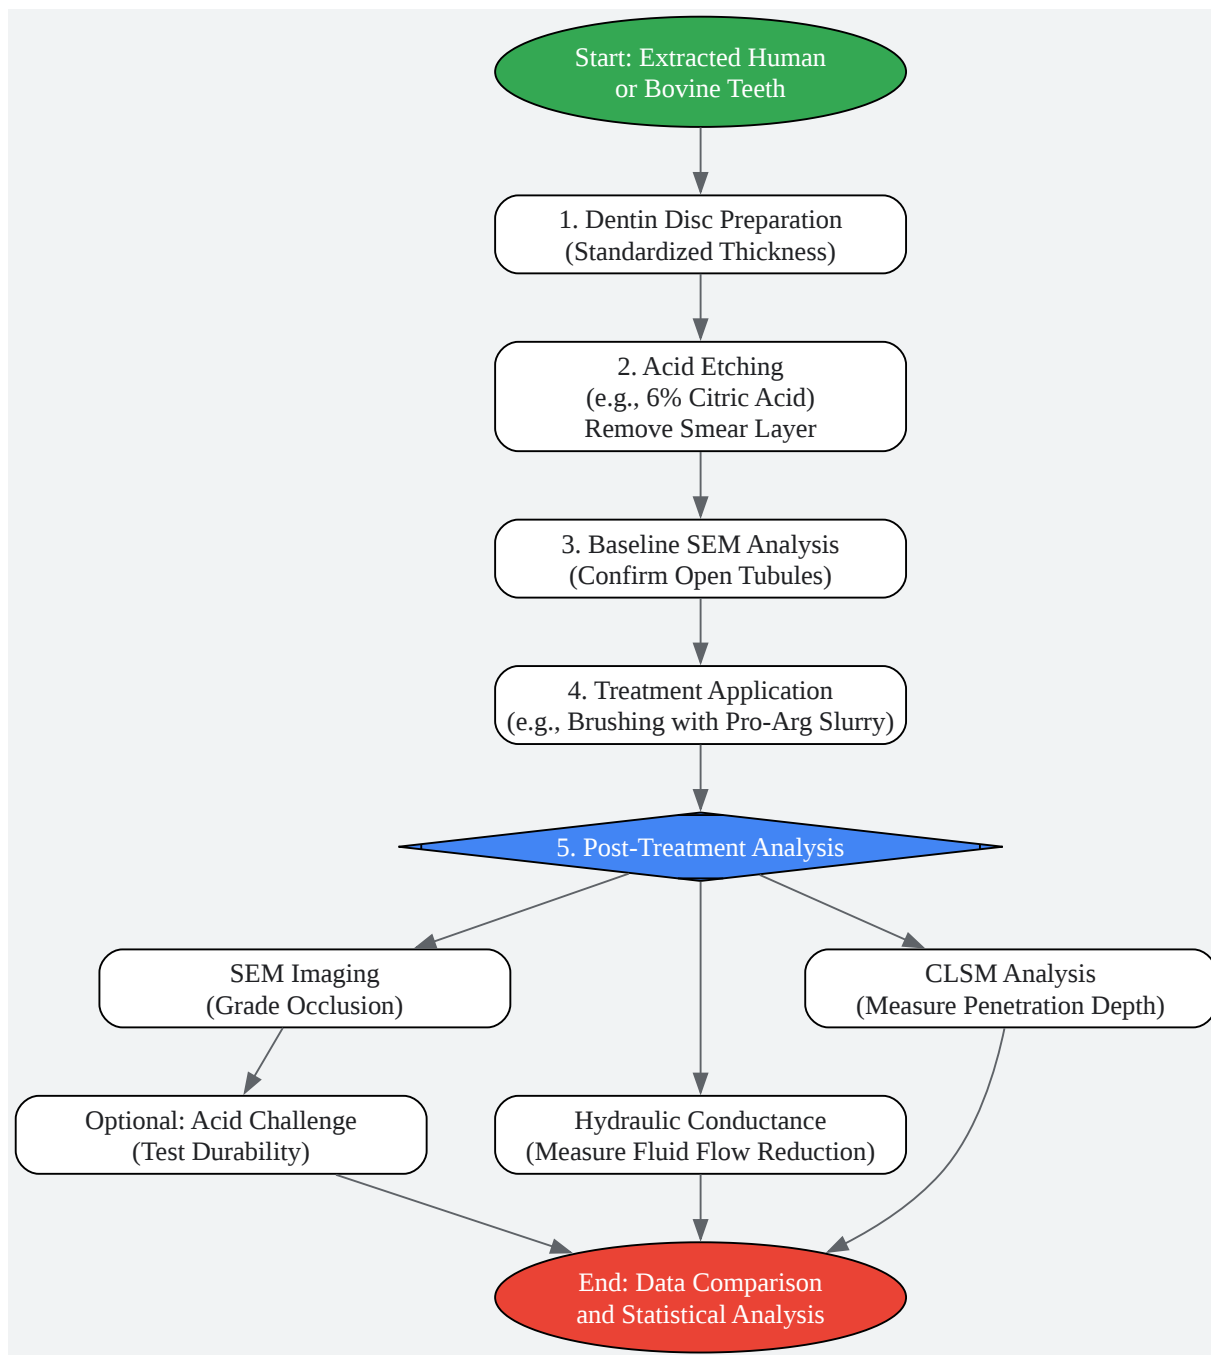 Start: Extracted Human
or Bovine Teeth
1. Dentin Disc Preparation
(Standardized Thickness)
2. Acid Etching
(e.g., 6% Citric Acid)
Remove Smear Layer
3. Baseline SEM Analysis
(Confirm Open Tubules)
4. Treatment Application
(e.g., Brushing with Pro-Arg Slurry)
5. Post-Treatment Analysis
SEM Imaging
(Grade Occlusion)
CLSM Analysis
(Measure Penetration Depth)
Optional: Acid Challenge
(Test Durability)
Hydraulic Conductance
(Measure Fluid Flow Reduction)
End: Data Comparison
and Statistical Analysis